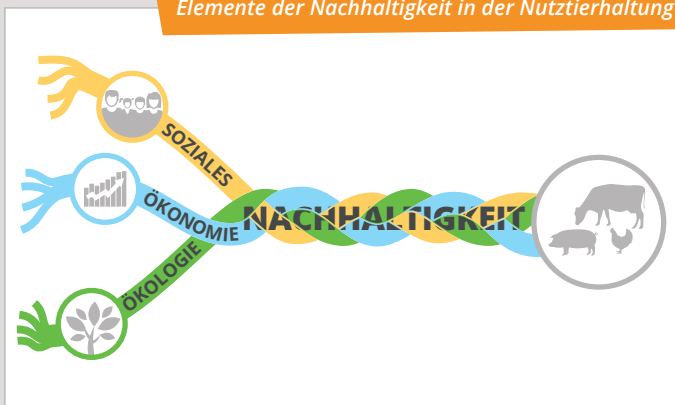 Elemente der Nachhaltigkeit in der Nutztierhaltung
SOZIALES
ÖKONOMIE
NACHHALTIGKEIT
ÖKOLOGIE